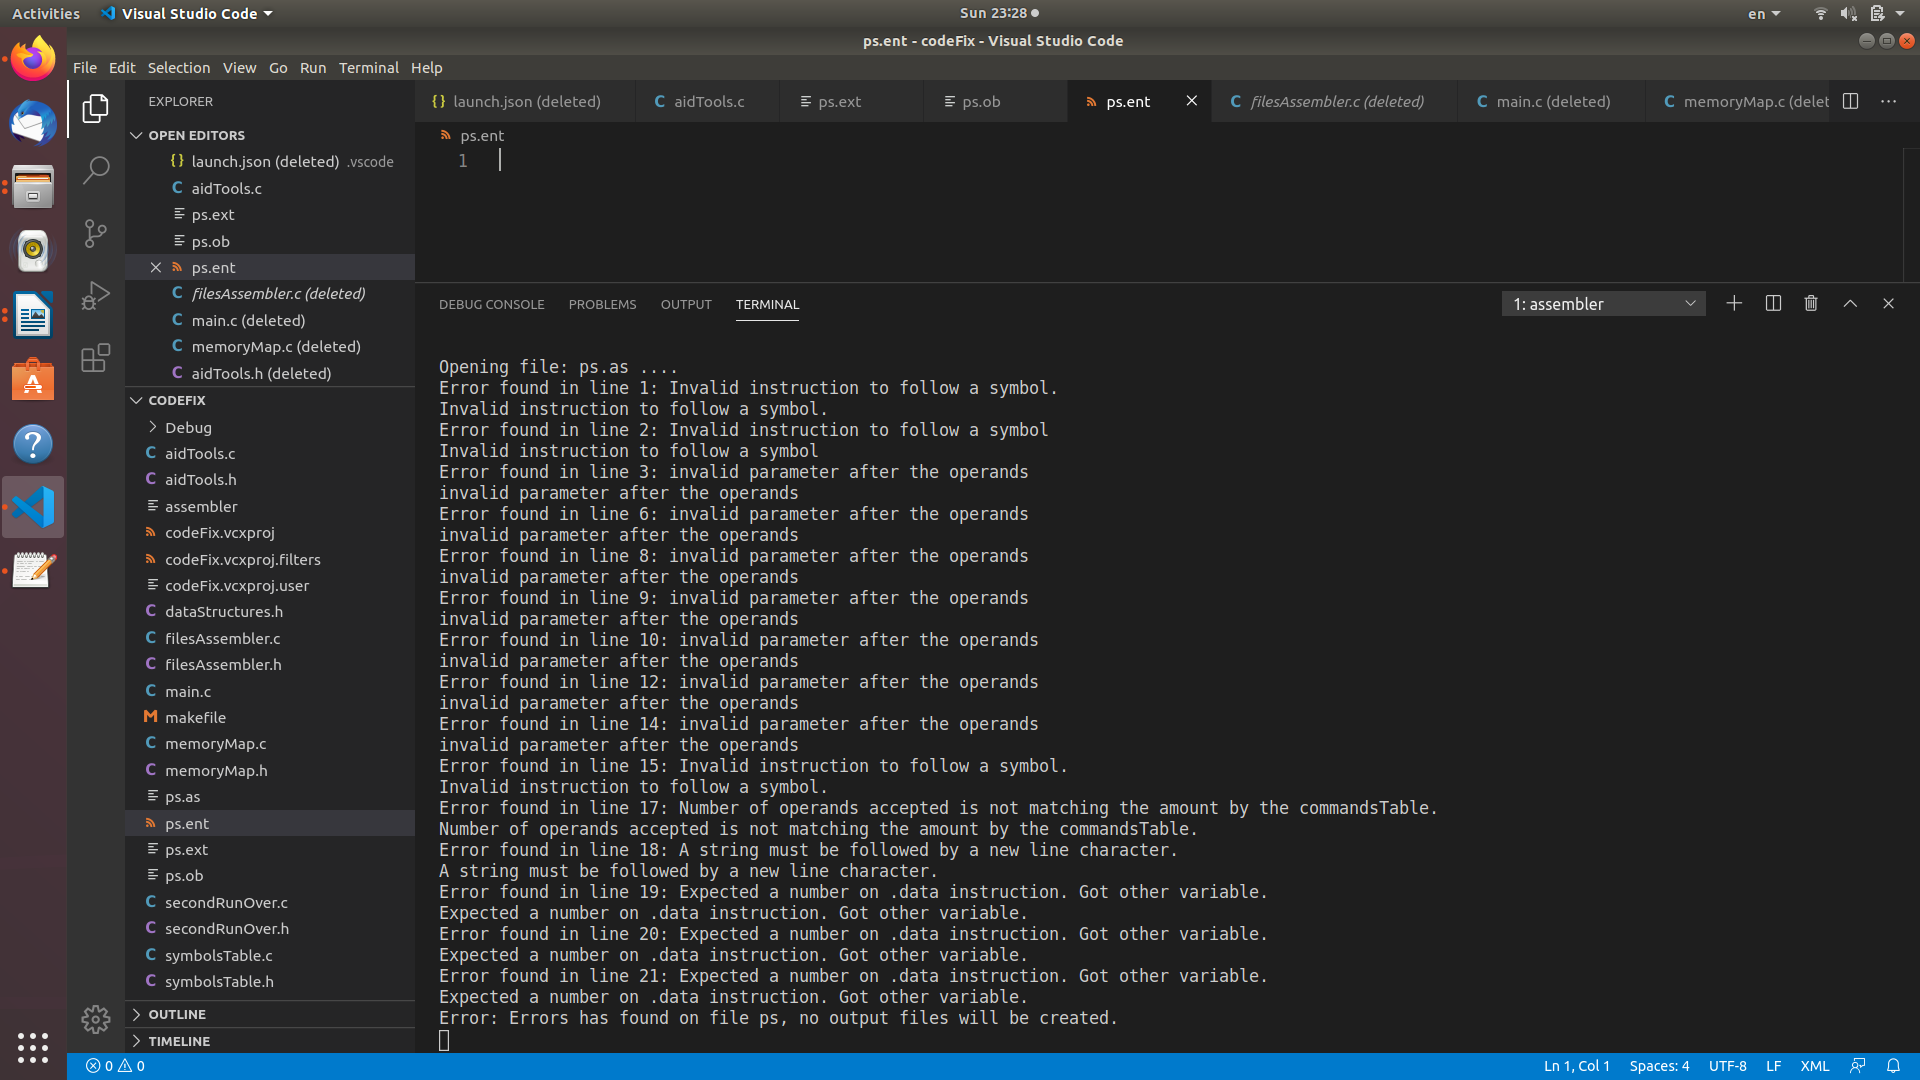 Activities
Visual Studio Code
Sun 23:28
en
ps.ent - codeFix - Visual Studio Code
File Edit Selection View Go Run Terminal Help
EXPLORER
OPEN EDITORS
launch.json (deleted) .vscode
aidTools.c
ps.ext
ps.ob
ps.ent
filesAssembler.c (deleted)
main.c (deleted)
memoryMap.c (deleted)
aidTools.h (deleted)
CODEFIX
Debug
aidTools.c
aidTools.h
assembler
codeFix.vcxproj
codeFix.vcxproj.filters
codeFix.vcxproj.user
dataStructures.h
filesAssembler.c
filesAssembler.h
main.c
makefile
memoryMap.c
memoryMap.h
ps.as
ps.ent
ps.ext
ps.ob
secondRunOver.c
secondRunOver.h
symbolsTable.c
symbolsTable.h
OUTLINE
TIMELINE
launch.json (deleted) aidTools.c ps.ext ps.ob ps.ent filesAssembler.c (deleted) main.c (deleted) memoryMap.c (delet
ps.ent
1
DEBUG CONSOLE PROBLEMS OUTPUT TERMINAL
1: assembler
Opening file: ps.as ....
Error found in line 1: Invalid instruction to follow a symbol.
Invalid instruction to follow a symbol.
Error found in line 2: Invalid instruction to follow a symbol
Invalid instruction to follow a symbol
Error found in line 3: invalid parameter after the operands
invalid parameter after the operands
Error found in line 6: invalid parameter after the operands
invalid parameter after the operands
Error found in line 8: invalid parameter after the operands
invalid parameter after the operands
Error found in line 9: invalid parameter after the operands
invalid parameter after the operands
Error found in line 10: invalid parameter after the operands
invalid parameter after the operands
Error found in line 12: invalid parameter after the operands
invalid parameter after the operands
Error found in line 14: invalid parameter after the operands
invalid parameter after the operands
Error found in line 15: Invalid instruction to follow a symbol.
Invalid instruction to follow a symbol.
Error found in line 17: Number of operands accepted is not matching the amount by the commandsTable.
Number of operands accepted is not matching the amount by the commandsTable.
Error found in line 18: A string must be followed by a new line character.
A string must be followed by a new line character.
Error found in line 19: Expected a number on .data instruction. Got other variable.
Expected a number on .data instruction. Got other variable.
Error found in line 20: Expected a number on .data instruction. Got other variable.
Expected a number on .data instruction. Got other variable.
Error found in line 21: Expected a number on .data instruction. Got other variable.
Expected a number on .data instruction. Got other variable.
Error: Errors has found on file ps, no output files will be created.
0 0
Ln 1, Col 1 Spaces: 4 UTF-8 LF XML